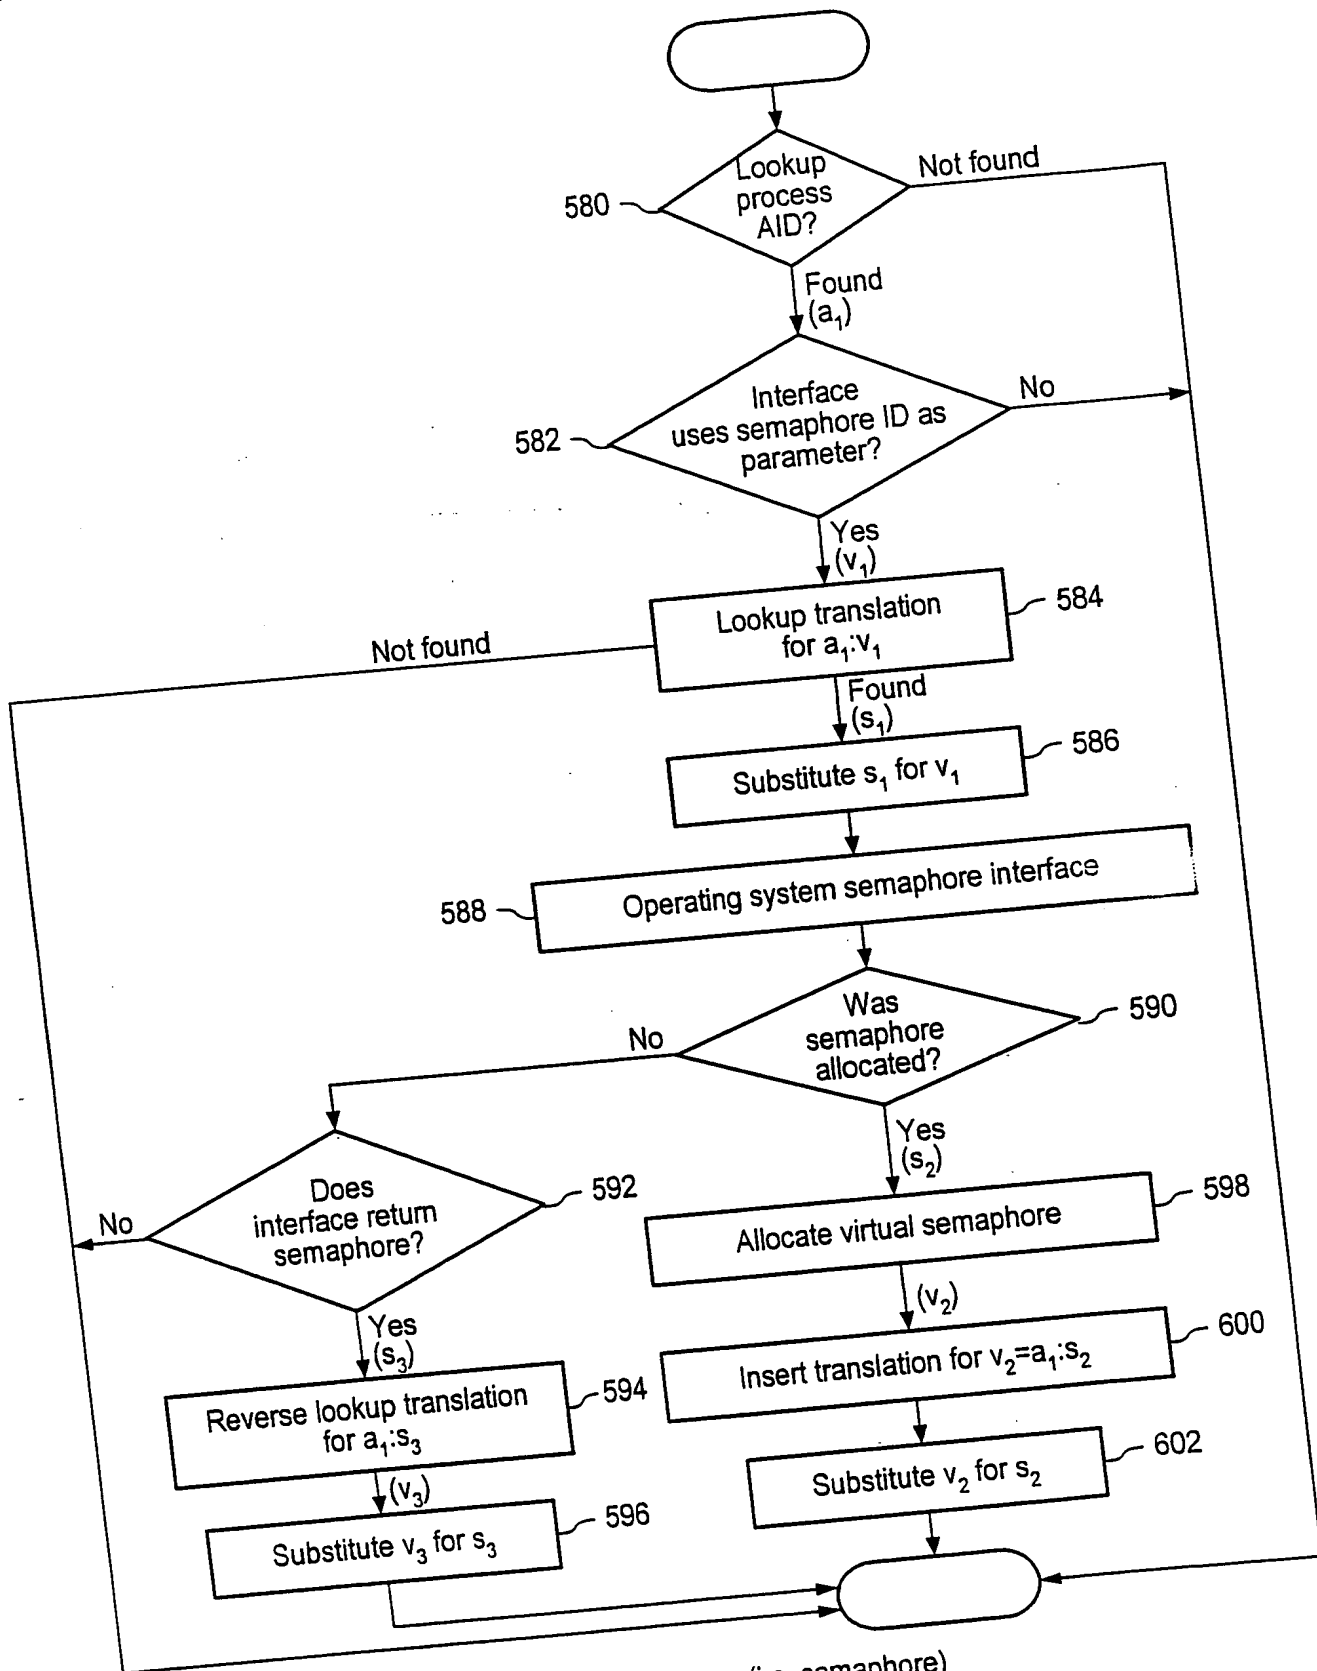 Lookup
process
AID?
Not found
580
Found
(a₁)
Interface
uses semaphore ID as
parameter?
No
582
Yes
(v₁)
Lookup translation
for a₁:v₁
584
Not found
Found
(s₁)
Substitute s₁ for v₁
586
Operating system semaphore interface
588
Was
semaphore
allocated?
590
No
Yes
(s₂)
Does
interface return
semaphore?
592
No
Allocate virtual semaphore
598
(v₂)
Yes
(s₃)
Insert translation for v₂=a₁:s₂
600
Reverse lookup translation
for a₁:s₃
594
Substitute v₂ for s₂
602
(v₃)
Substitute v₃ for s₃
596
semaphore)